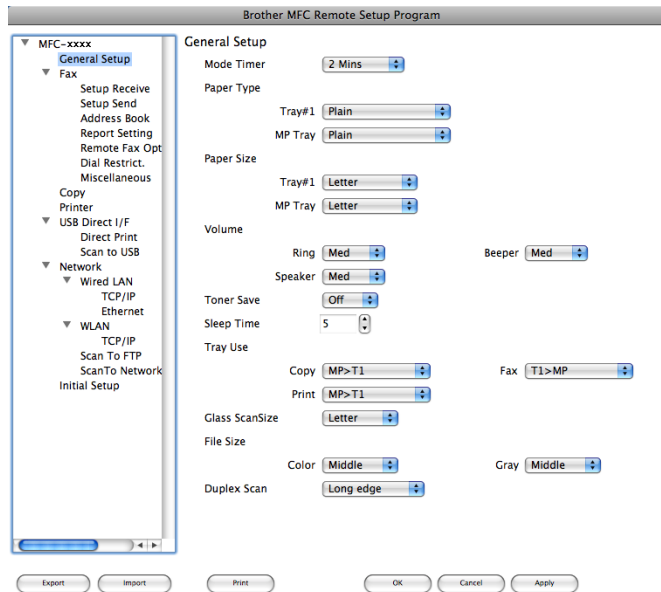 Brother MFC Remote Setup Program
MFC-xxxx
General Setup
Fax
Setup Receive
Setup Send
Address Book
Report Setting
Remote Fax Opt
Dial Restrict.
Miscellaneous
Copy
Printer
USB Direct I/F
Direct Print
Scan to USB
Network
Wired LAN
TCP/IP
Ethernet
WLAN
TCP/IP
Scan To FTP
ScanTo Network
Initial Setup
General Setup
Mode Timer 2 Mins
Paper Type
Tray#1 Plain
MP Tray Plain
Paper Size
Tray#1 Letter
MP Tray Letter
Volume
Ring Med Beeper Med
Speaker Med
Toner Save Off
Sleep Time 5
Tray Use
Copy MP>T1 Fax T1>MP
Print MP>T1
Glass ScanSize Letter
File Size
Color Middle Gray Middle
Duplex Scan Long edge
Export Import Print OK Cancel Apply